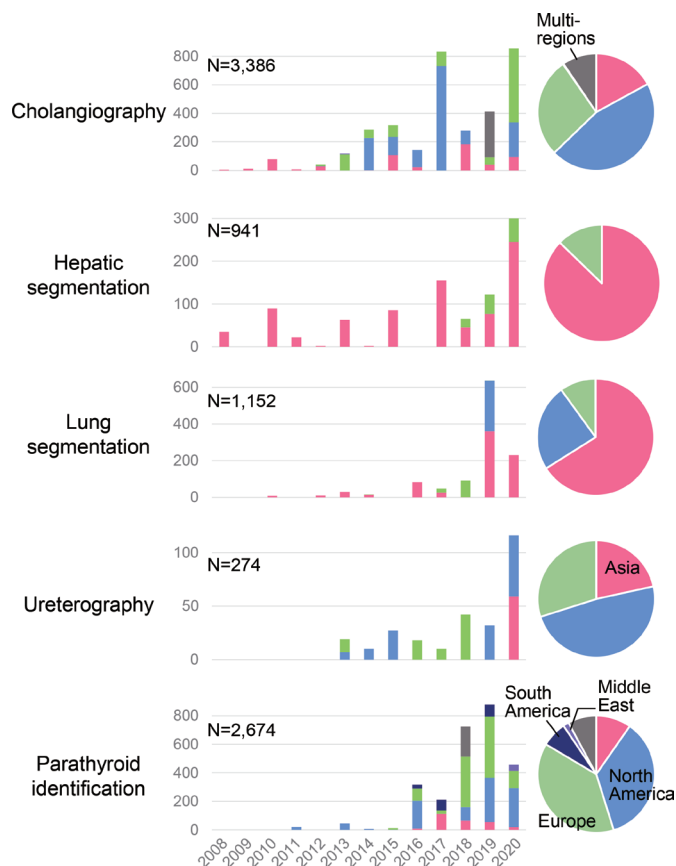 Multi-
regions
Cholangiography
N=3,386
800
600
400
200
0
Hepatic
segmentation
N=941
300
200
100
0
Lung
segmentation
N=1,152
600
400
200
0
Ureterography
N=274
100
50
0
Asia
Parathyroid
identification
N=2,674
800
600
400
200
0
South
America
Middle
East
North
America
Europe
2008
2009
2010
2011
2012
2013
2014
2015
2016
2017
2018
2019
2020